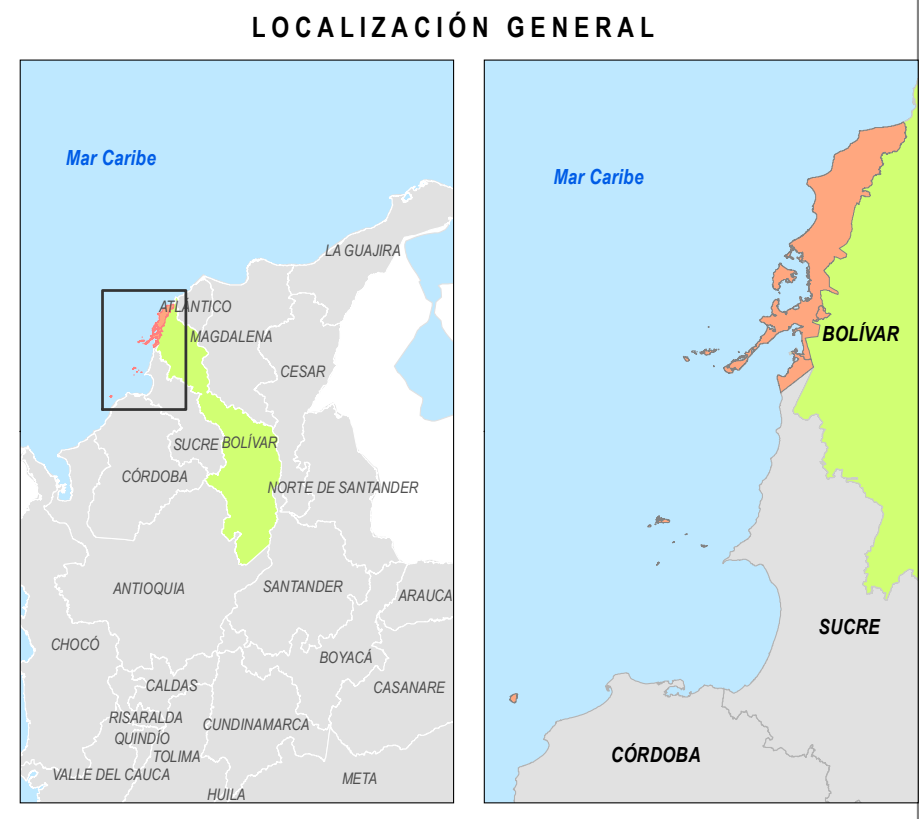 LOCALIZACIÓN GENERAL
Mar Caribe
LA GUAJIRA
ATLÁNTICO
MAGDALENA
CESAR
SUCRE
BOLÍVAR
CÓRDOBA
NORTE DE SANTANDER
ANTIOQUIA
SANTANDER
ARAUCA
CHOCÓ
BOYACÁ
CALDAS
CASANARE
RISARALDA
CUNDINAMARCA
QUINDÍO
TOLIMA
VALLE DEL CAUCA
META
HUILA
Mar Caribe
BOLÍVAR
SUCRE
CÓRDOBA